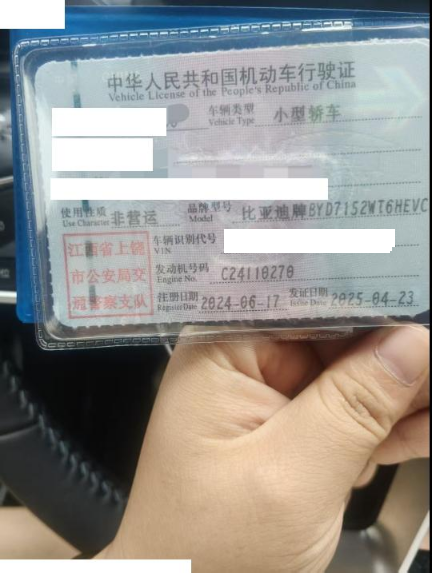 中华人民共和国机动车行驶证
Vehicle License of the People's Republic of China
车辆类型 小型轿车
Vehicle Type
使用性质 非营运 品牌型号 比亚迪牌BYD7152WT6HEVC
Use Character Model
江西省上饶
市公安局交
通警察支队
车辆识别代号
VIN
发动机号码 C24110270
Engine No.
注册日期 2024-06-17 发证日期 2025-04-23
Register Date Issue Date